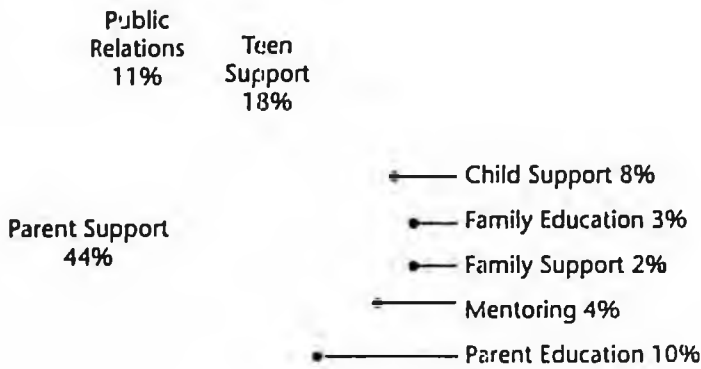 Public
Relations
11%
Teen
Support
18%
Child Support 8%
Family Education 3%
Parent Support
44%
Family Support 2%
Mentoring 4%
Parent Education 10%